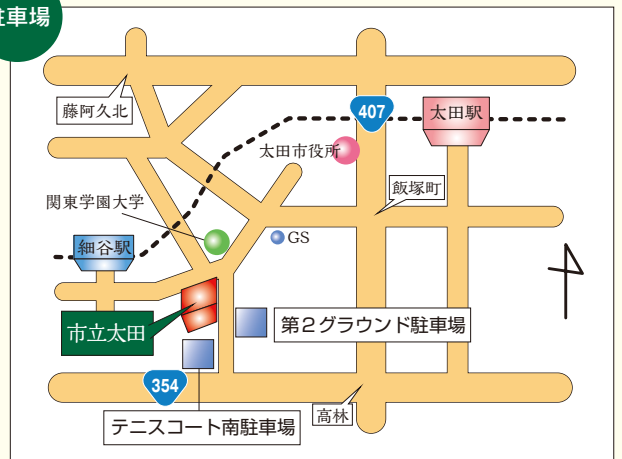 駐車場
藤阿久北
407
太田駅
太田市役所
飯塚町
関東学園大学
GS
細谷駅
市立太田
第2グラウンド駐車場
354
高林
テニスコート南駐車場